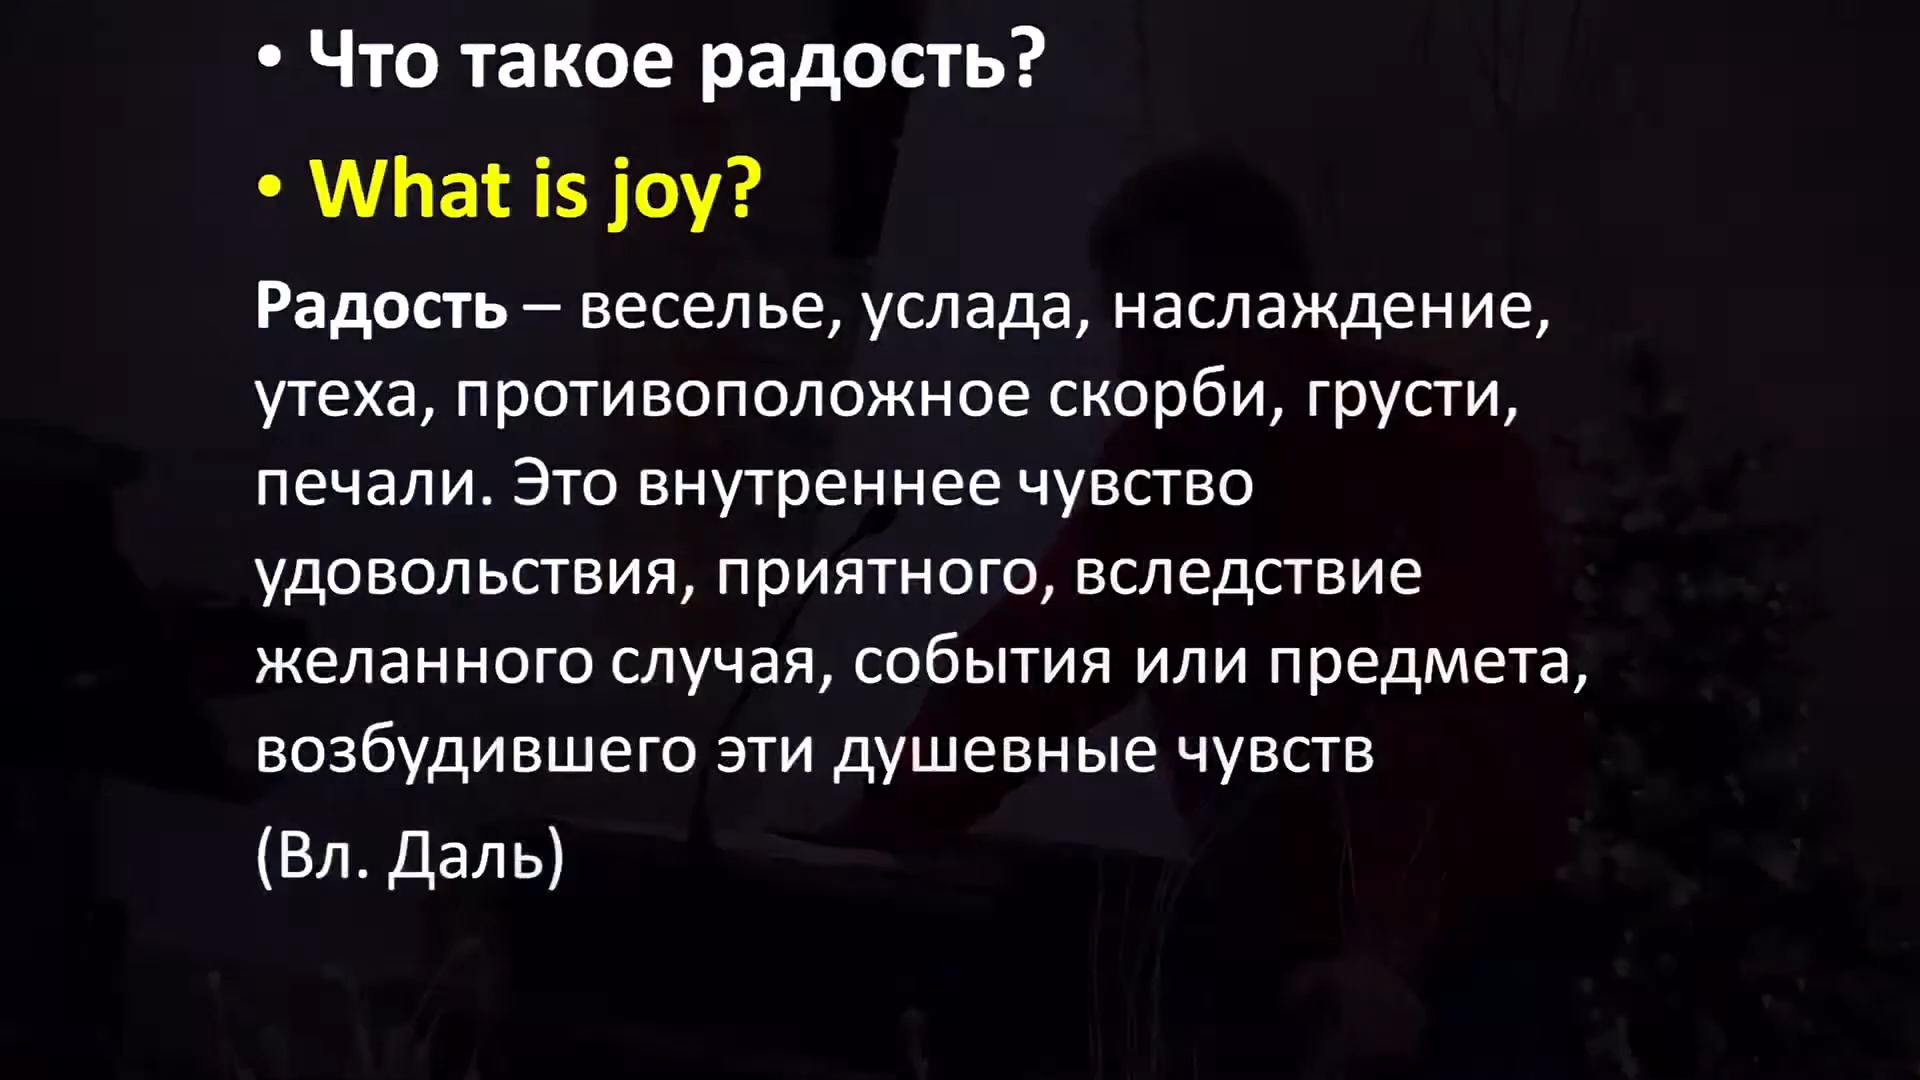 • Что такое радость?
• What is joy?
Радость – веселье, услада, наслаждение,
утеха, противоположное скорби, грусти,
печали. Это внутреннее чувство
удовольствия, приятного, вследствие
желанного случая, события или предмета,
возбудившего эти душевные чувств
(Вл. Даль)